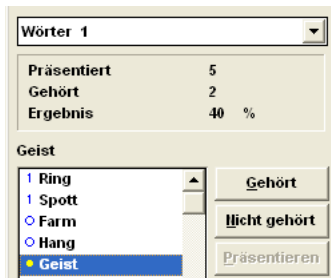 Wörter 1
Präsentiert 5
Gehört 2
Ergebnis 40 %
Geist
1 Ring
1 Spott
Farm
Hang
Geist
Gehört
Nicht gehört
Präsentieren